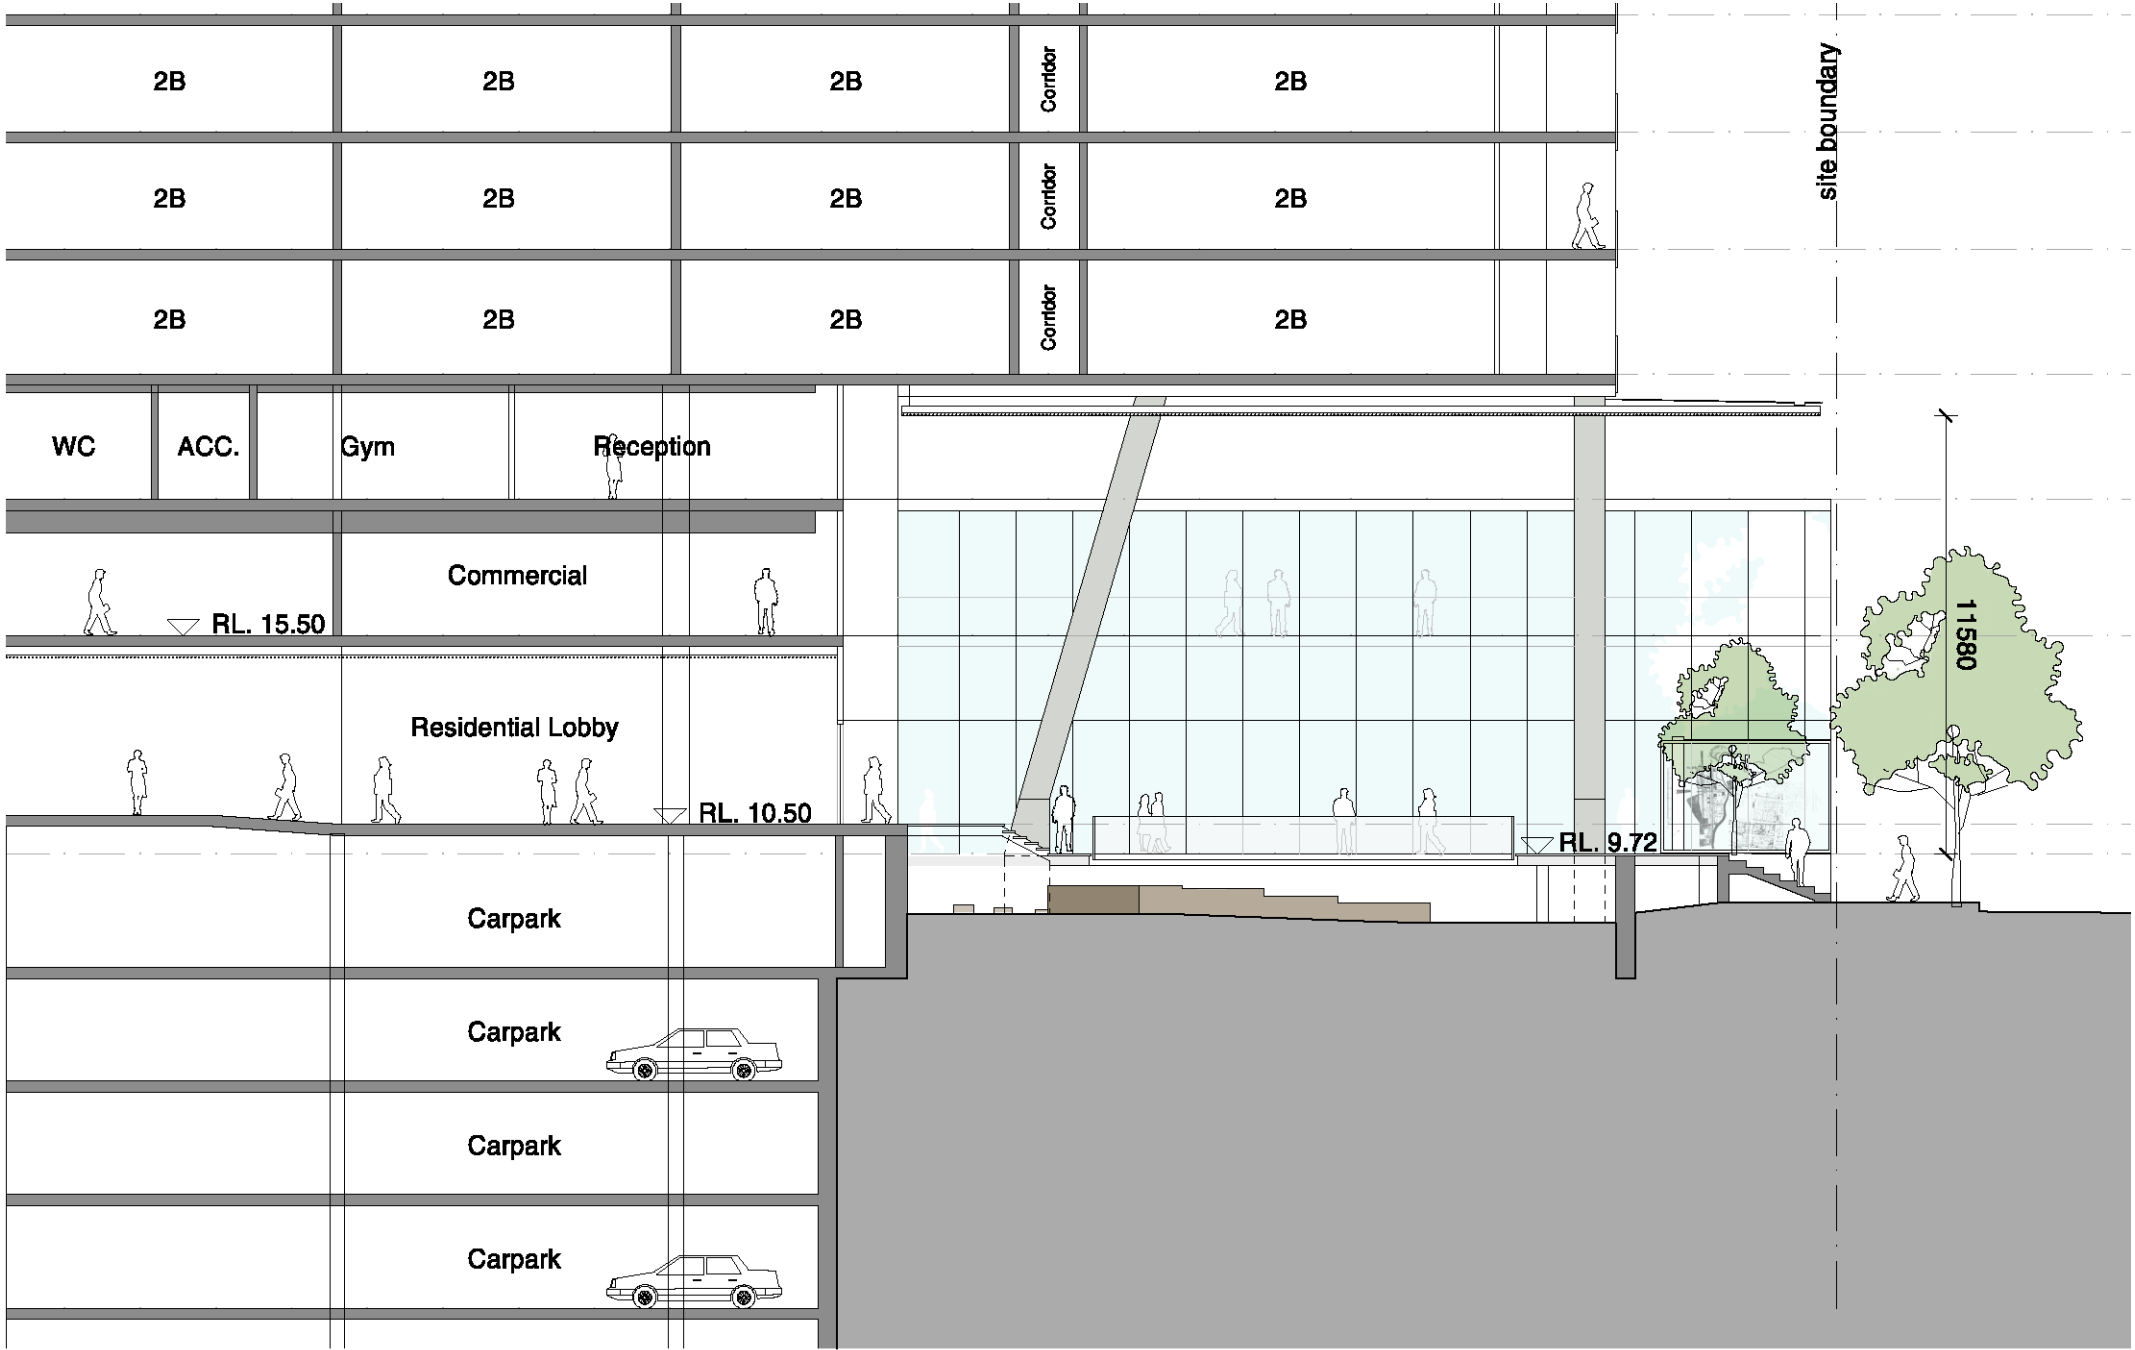 2B 2B 2B Corridor 2B
site boundary
2B 2B 2B Corridor 2B
2B 2B 2B Corridor 2B
WC ACC. Gym Reception
Commercial
RL. 15.50
11580
Residential Lobby
RL. 10.50
RL. 9.72
Carpark
Carpark
Carpark
Carpark